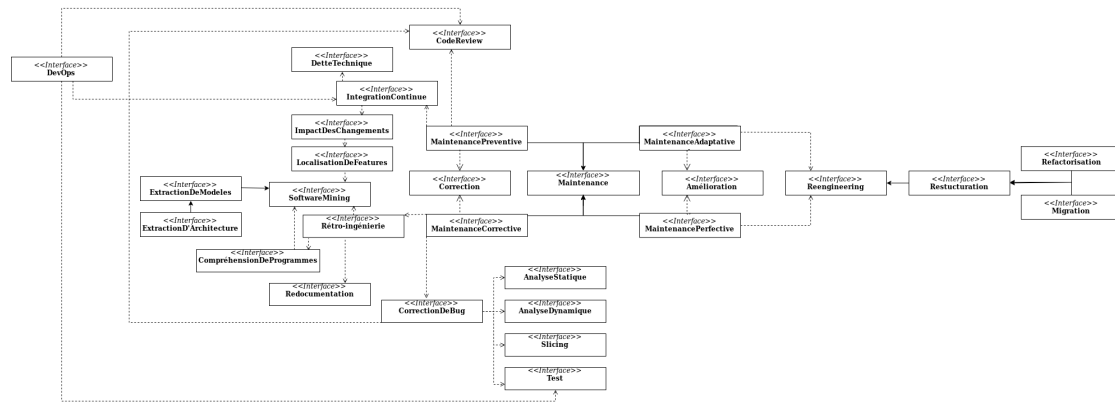 <<Interface>>
CodeReview
<<Interface>>
DetteTechnique
<<Interface>>
DevOps
<<Interface>>
IntegrationContinue
<<Interface>>
ImpactDesChangements
<<Interface>>
MaintenancePreventive
<<Interface>>
MaintenanceAdaptative
<<Interface>>
LocalisationDeFeatures
<<Interface>>
Refactorisation
<<Interface>>
ExtractionDeModeles
<<Interface>>
SoftwareMining
<<Interface>>
Correction
<<Interface>>
Maintenance
<<Interface>>
Amélioration
<<Interface>>
Reengineering
<<Interface>>
Restucturation
<<Interface>>
Migration
<<Interface>>
ExtractionD'Architecture
<<Interface>>
Rétro-ingénierie
<<Interface>>
MaintenanceCorrective
<<Interface>>
MaintenancePerfective
<<Interface>>
CompréhensionDeProgrammes
<<Interface>>
AnalyseStatique
<<Interface>>
Redocumentation
<<Interface>>
CorrectionDeBug
<<Interface>>
AnalyseDynamique
<<Interface>>
Slicing
<<Interface>>
Test